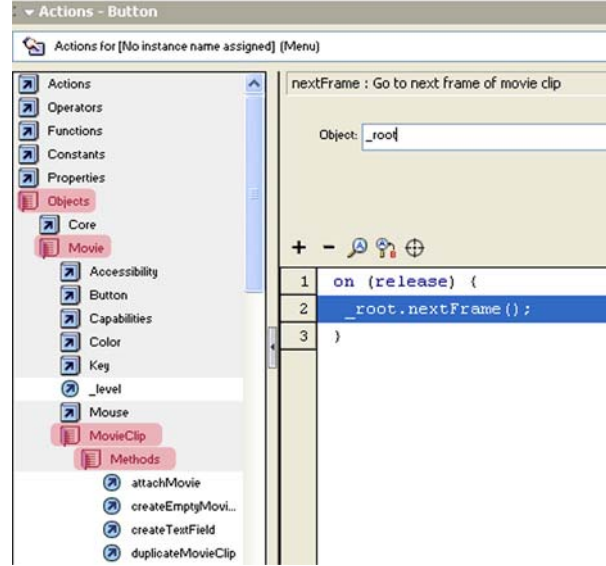 Actions - Button
Actions for [No instance name assigned] (Menu)
Actions
Operators
Functions
Constants
Properties
Objects
Core
Movie
Accessibility
Button
Capabilities
Color
Key
_level
Mouse
MovieClip
Methods
attachMovie
createEmptyMovi...
createTextField
duplicateMovieClip
nextFrame : Go to next frame of movie clip
Object: _root
1 on (release) {
2 _root.nextFrame();
3 }